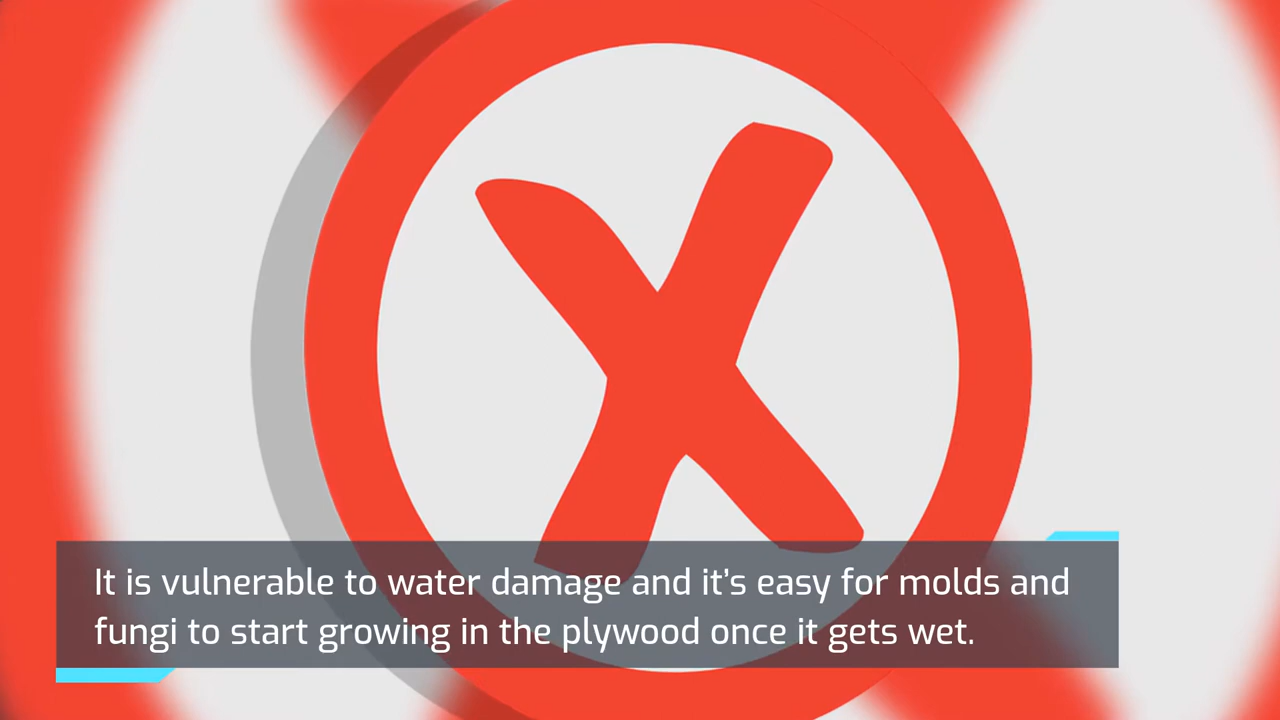 It is vulnerable to water damage and it's easy for molds and
fungi to start growing in the plywood once it gets wet.